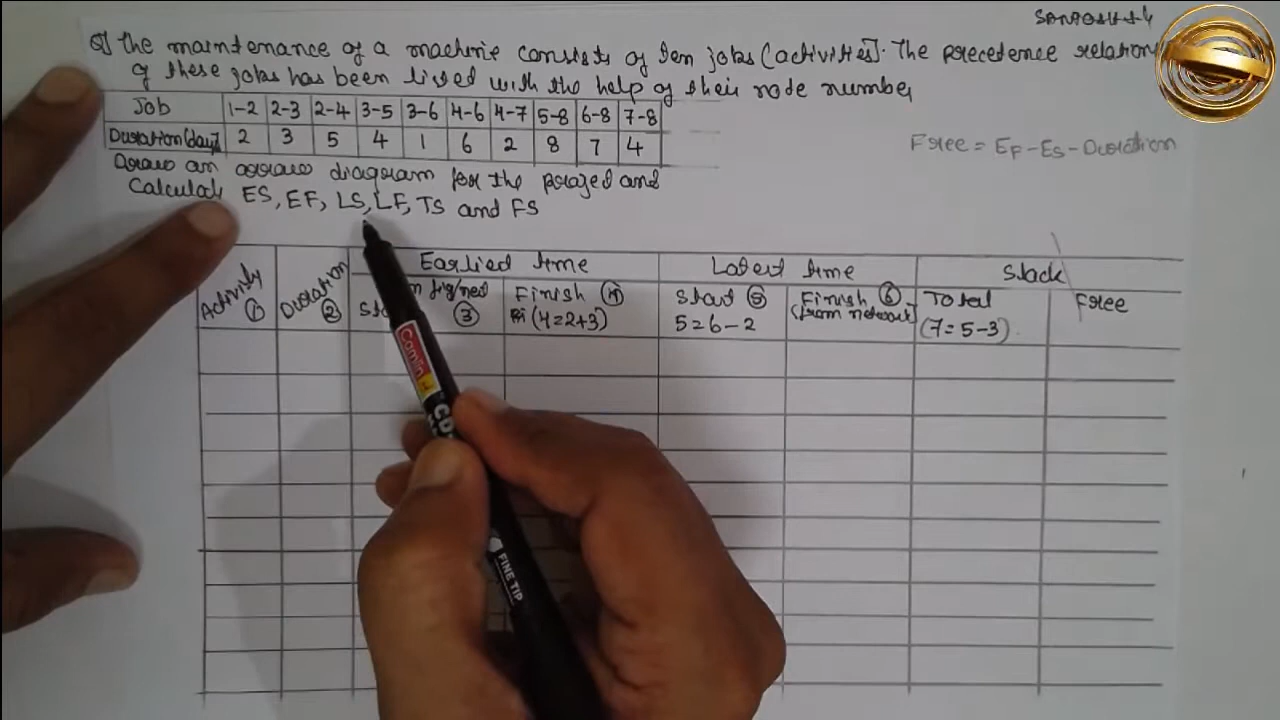 Q] The maintenance of a machine consists of Ten jobs (activities]. The precedence relation
of these jobs has been listed with the help of their node number
Job 1-2 2-3 2-4 3-5 3-6 4-6 4-7 5-8 6-8 7-8
Duration(days) 2 3 5 4 1 6 2 8 7 4
Free = EF-ES-Duration
Draw an arrow diagram for the project and
Calculate ES, EF, LS, LF, TS and FS
Activity ①
Duration ②
Earliest time
Latest time
Slack
③
Finish ④
(4=2+3)
Start ⑤
5=6-2
Finish ⑥
(from network)
Total
(7=5-3)
Free
Camlin
CD
FINE TIP